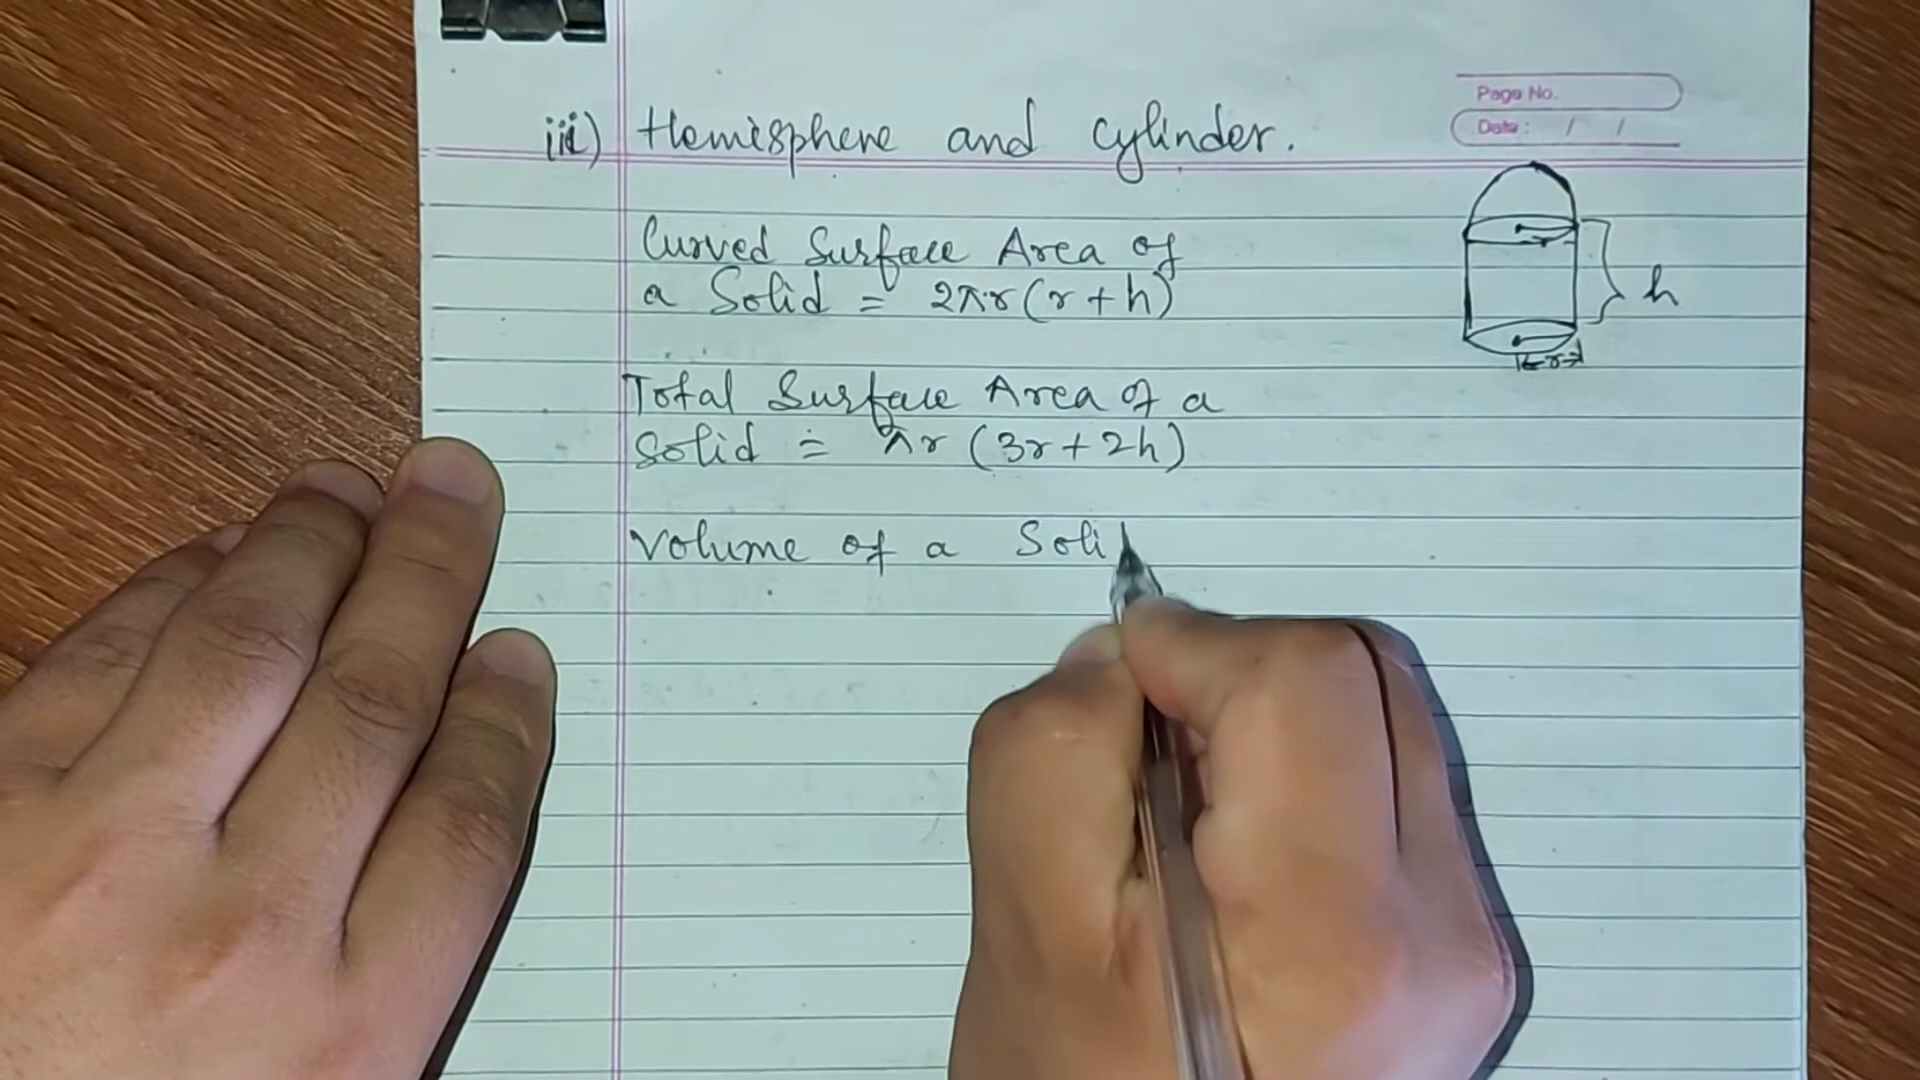 Page No.
Date: / /
iii) Hemisphere and Cylinder.
Curved Surface Area of
a Solid = 2πr(r+h)
h
r
r
Total Surface Area of a
Solid = πr (3r+2h)
Volume of a Soli